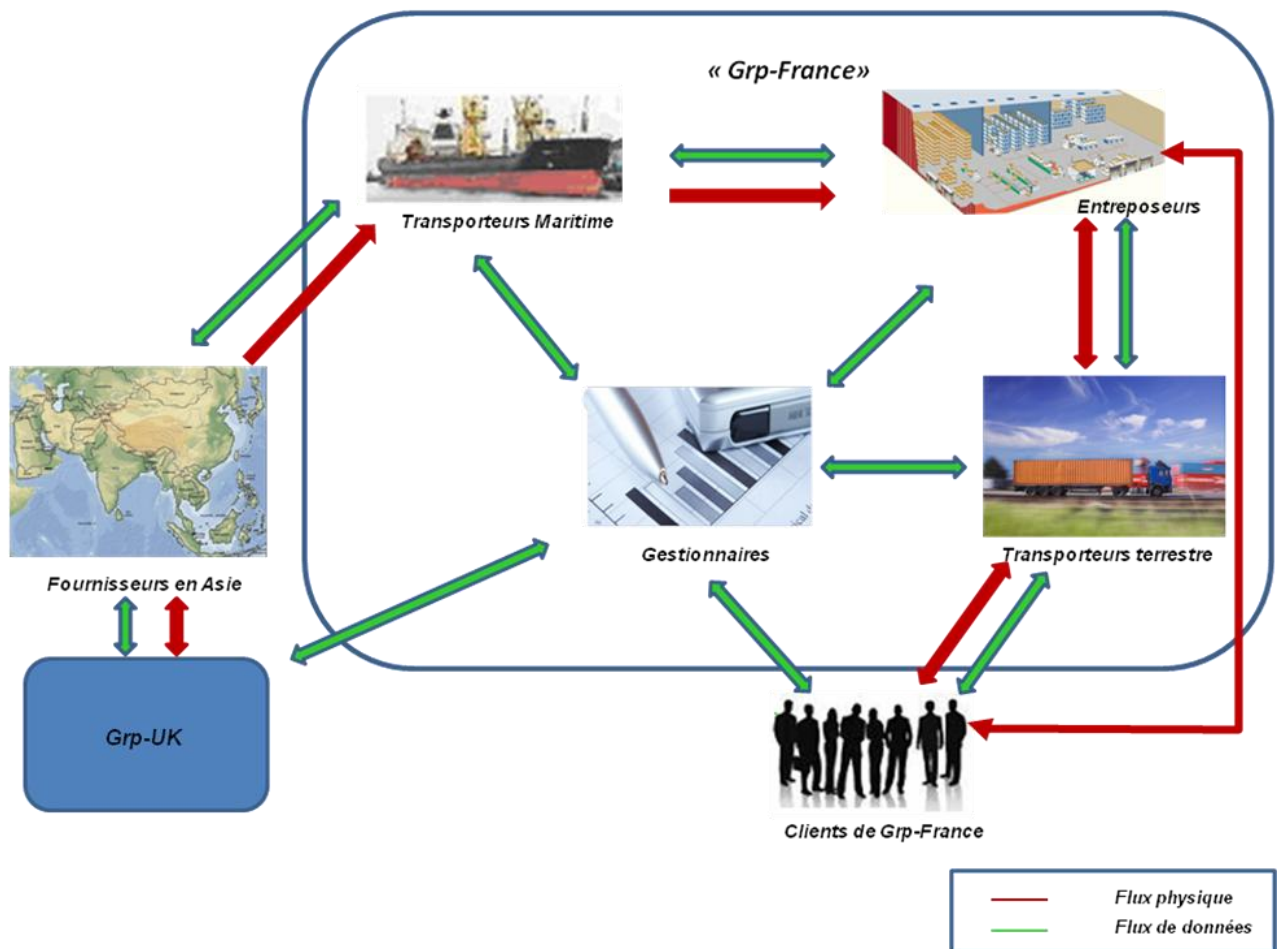 « Grp-France»
Transporteurs Maritime
Entreposeurs
Fournisseurs en Asie
Gestionnaires
Transporteurs terrestre
Grp-UK
Clients de Grp-France
Flux physique
Flux de données